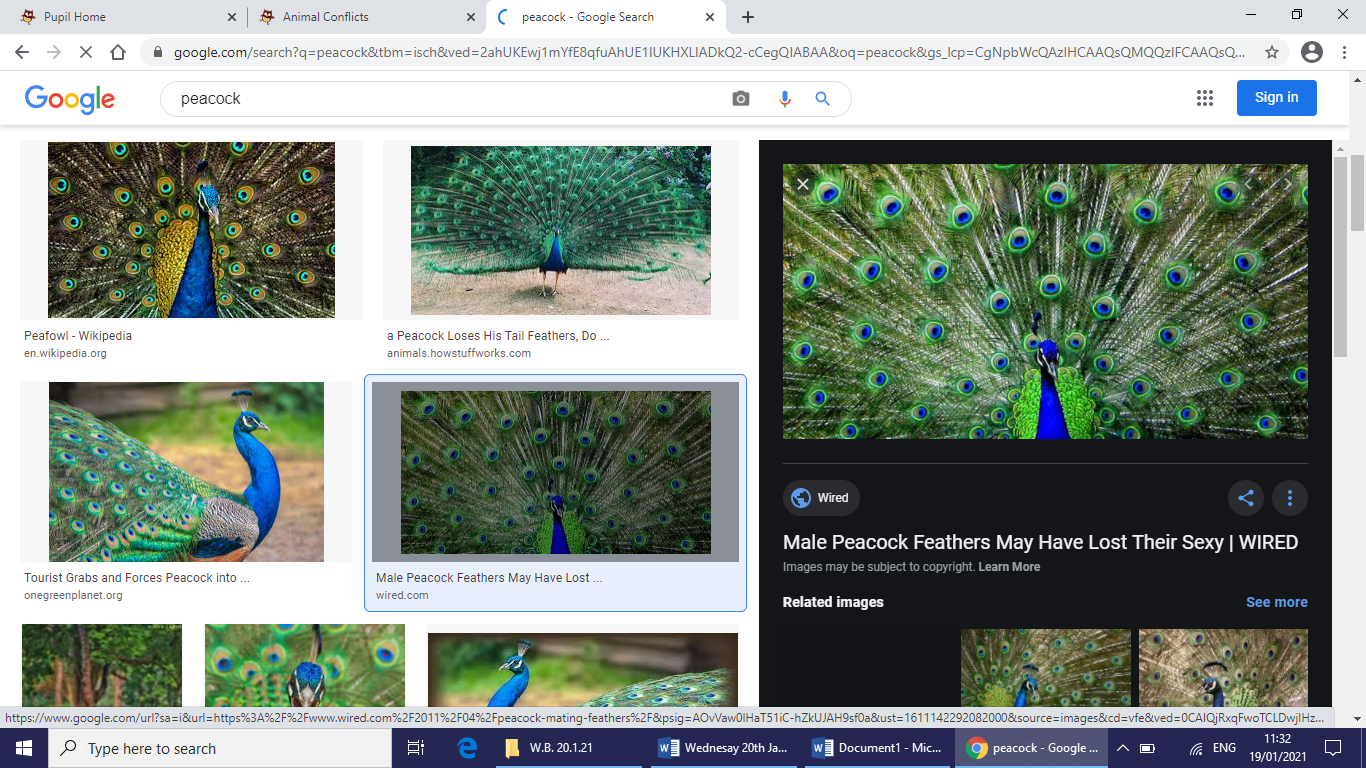 Pupil Home
Animal Conflicts
peacock - Google Search
google.com/search?q=peacock&tbm=isch&ved=2ahUKEwj1mYfE8qfuAhUE1IUKHXLIADkQ2-cCegQIABAA&oq=peacock&gs_lcp=CgNpbWcQAzIHCAAQsQMQQzIFCAAQsQ...
Google
peacock
Sign in
Peafowl - Wikipedia
en.wikipedia.org
a Peacock Loses His Tail Feathers, Do ...
animals.howstuffworks.com
Tourist Grabs and Forces Peacock into ...
onegreenplanet.org
Male Peacock Feathers May Have Lost ...
wired.com
Wired
Male Peacock Feathers May Have Lost Their Sexy | WIRED
Images may be subject to copyright. Learn More
Related images
See more
https://www.google.com/url?sa=i&url=https%3A%2F%2Fwww.wired.com%2F2011%2F04%2Fpeacock-mating-feathers%2F&psig=AOvVaw0IHaT51iC-hZkUJAH9sf0a&ust=1611142292082000&source=images&cd=vfe&ved=0CAIQjRxqFwoTCLDwjIHz...
Type here to search
W.B. 20.1.21
Wednesay 20th Ja...
Document1 - Mic...
peacock - Google ...
ENG
11:32
19/01/2021